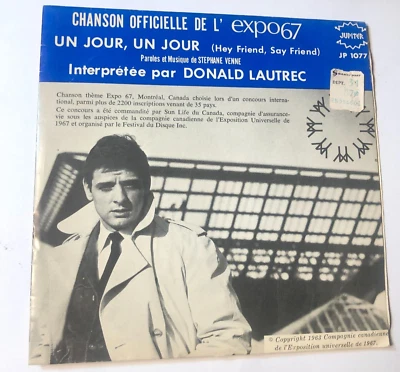 CHANSON OFFICIELLE DE L' expo67
JUPITER
JP 1077
UN JOUR, UN JOUR (Hey Friend, Say Friend)
Paroles et Musique de STEPHANE VENNE
Interprétée par DONALD LAUTREC
Chanson thème Expo 67, Montréal, Canada choisie lors d'un concours interna-
tional, parmi plus de 2200 inscriptions venant de 35 pays.
Ce concours a été commandité par Sun Life du Canada, compagnie d'assurance-
vie sous les auspices de la compagnie canadienne de l'Exposition Universelle de
1967 et organisé par le Festival du Disque Inc.
© Copyright 1963 Compagnie canadienne
de l'Exposition universelle de 1967.